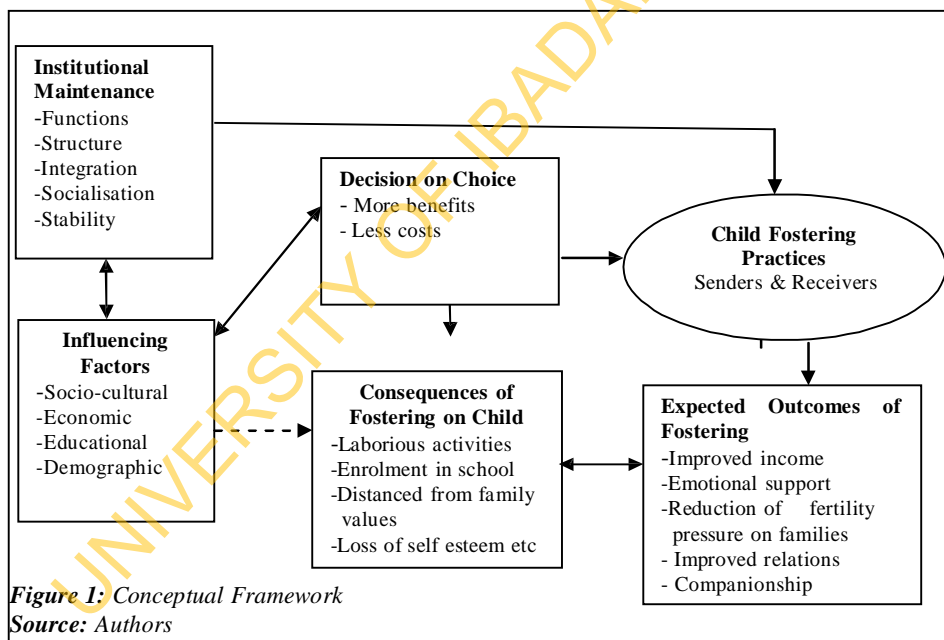 Institutional
Maintenance
-Functions
-Structure
-Integration
-Socialisation
-Stability
Decision on Choice
- More benefits
- Less costs
Child Fostering
Practices
Senders & Receivers
Influencing
Factors
-Socio-cultural
-Economic
-Educational
-Demographic
Consequences of
Fostering on Child
-Laborious activities
-Enrolment in school
-Distanced from family
values
-Loss of self esteem etc
Expected Outcomes of
Fostering
-Improved income
-Emotional support
-Reduction of fertility
pressure on families
- Improved relations
- Companionship
Figure 1: Conceptual Framework
Source: Authors
UNIVERSITY OF IBADA